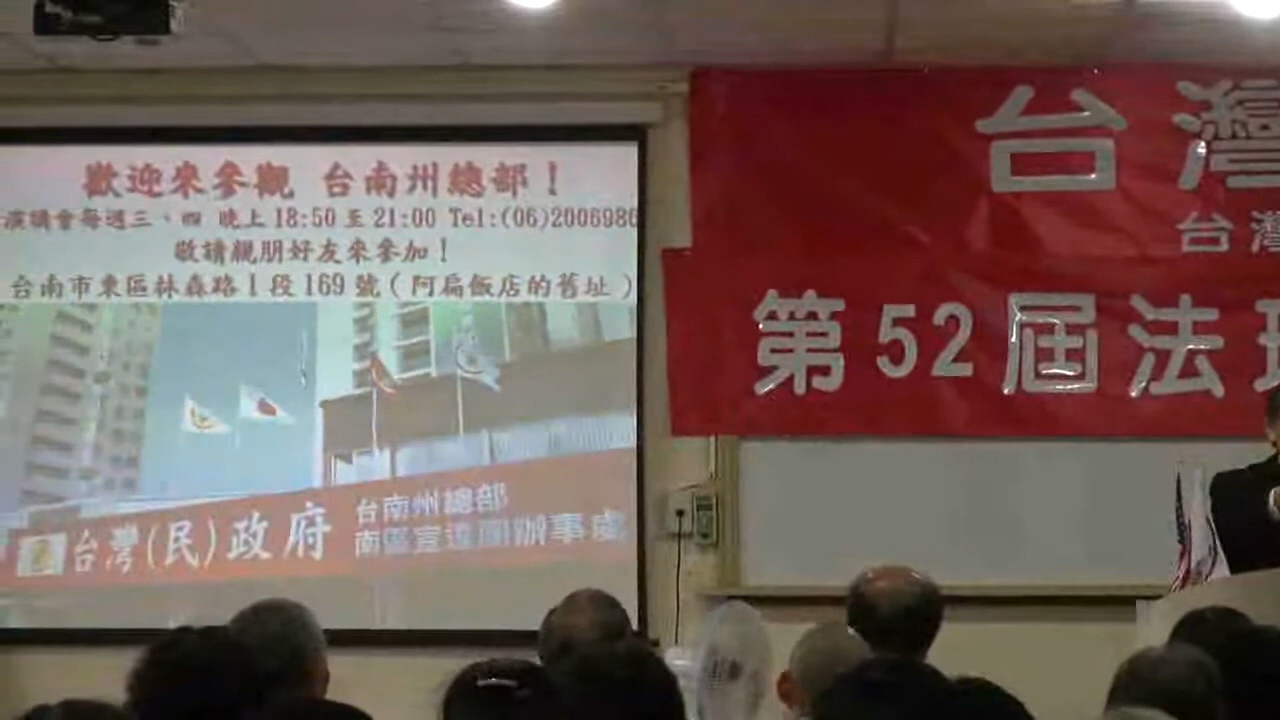 歡迎來參觀 台南州總部！
演講會每週三、四 晚上 18:50 至 21:00 Tel:(06)2006986
敬請親朋好友來參加！
台南市東區林森路1段169號(阿扁飯店的舊址)
台灣(民)政府
台南州總部
南區宣達團辦事處
台灣
台灣
第52屆法理